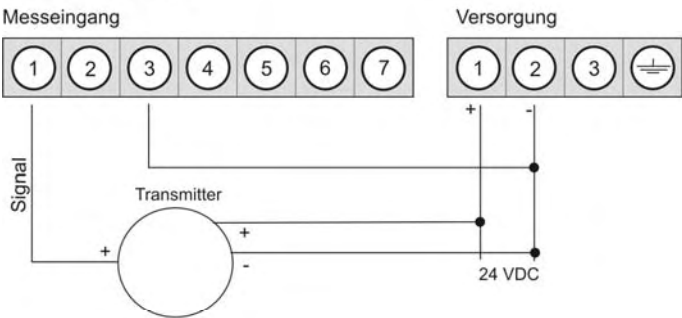 Messeingang
Versorgung
1 2 3 4 5 6 7
1 2 3
+ -
Signal
Transmitter
+
+
-
24 VDC